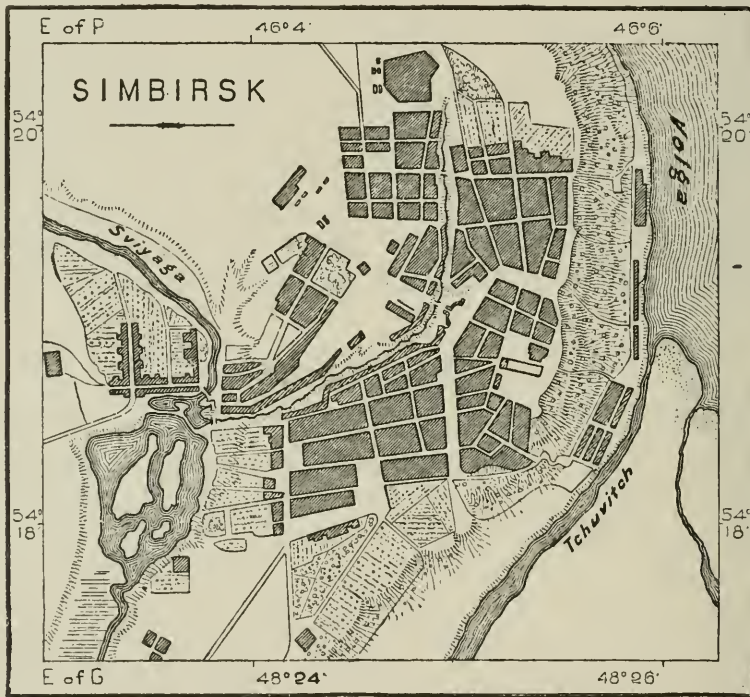 E of P 46°4' 46°6'
SIMBIRSK
54°
20'
54°
20'
Volga
Sviyaga
54°
18'
54°
18'
Tchuvitch
E of G 48°24' 48°26'